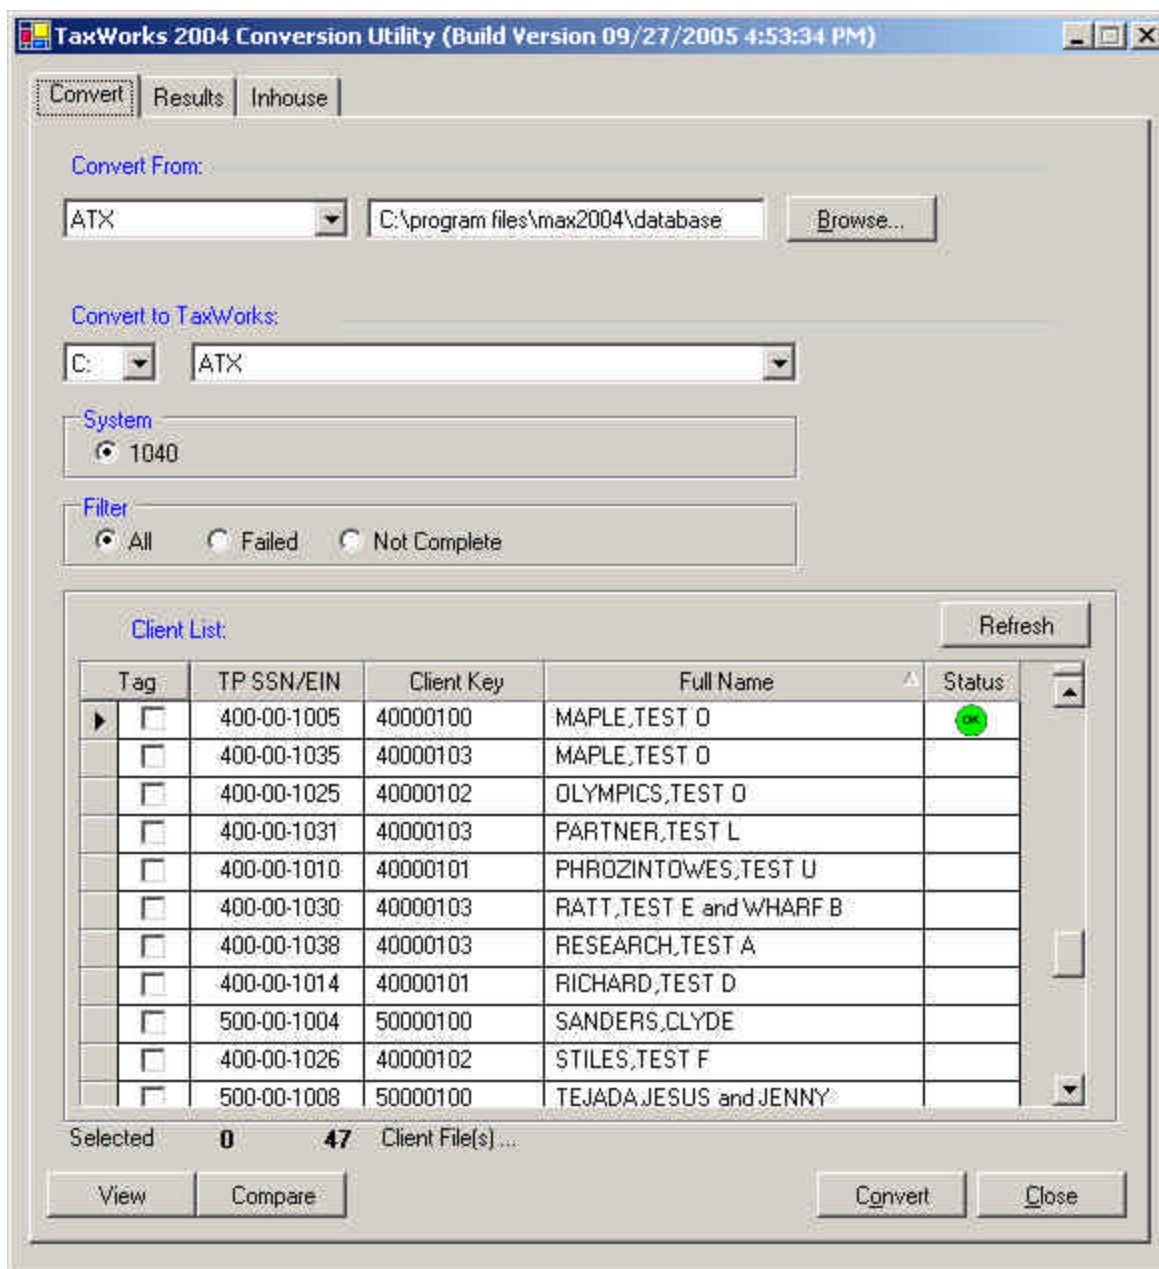 TaxWorks 2004 Conversion Utility (Build Version 09/27/2005 4:53:34 PM)
Convert Results Inhouse
Convert From:
ATX C:\program files\max2004\database Browse...
Convert to TaxWorks:
C: ATX
System
1040
Filter
All Failed Not Complete
Client List: Refresh
Tag TP SSN/EIN Client Key Full Name Status
400-00-1005 40000100 MAPLE,TEST O OK
400-00-1035 40000103 MAPLE,TEST O
400-00-1025 40000102 OLYMPICS,TEST O
400-00-1031 40000103 PARTNER,TEST L
400-00-1010 40000101 PHROZINTOWES,TEST U
400-00-1030 40000103 RATT,TEST E and WHARF B
400-00-1038 40000103 RESEARCH,TEST A
400-00-1014 40000101 RICHARD,TEST D
500-00-1004 50000100 SANDERS,CLYDE
400-00-1026 40000102 STILES,TEST F
500-00-1008 50000100 TEJADA,JESUS and JENNY
Selected 0 47 Client File(s) ...
View Compare Convert Close